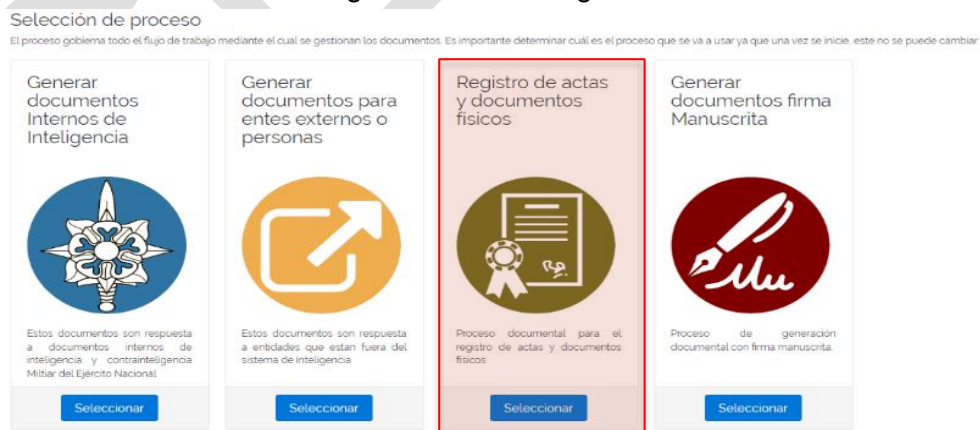 Selección de proceso
El proceso gobierna todo el flujo de trabajo mediante el cual se gestionan los documentos. Es importante determinar cuál es el proceso que se va a usar ya que una vez se inicie, este no se puede cambiar
Generar
documentos
Internos de
Inteligencia
Estos documentos son respuesta
a documentos internos de
inteligencia y contrainteligencia
Militar del Ejercito Nacional
Seleccionar
Generar
documentos para
entes externos o
personas
Estos documentos son respuesta
a entidades que estan fuera del
sistema de inteligencia
Seleccionar
Registro de actas
y documentos
físicos
Proceso documental para el
registro de actas y documentos
físicos
Seleccionar
Generar
documentos firma
Manuscrita
Proceso de generación
documental con firma manuscrita.
Seleccionar